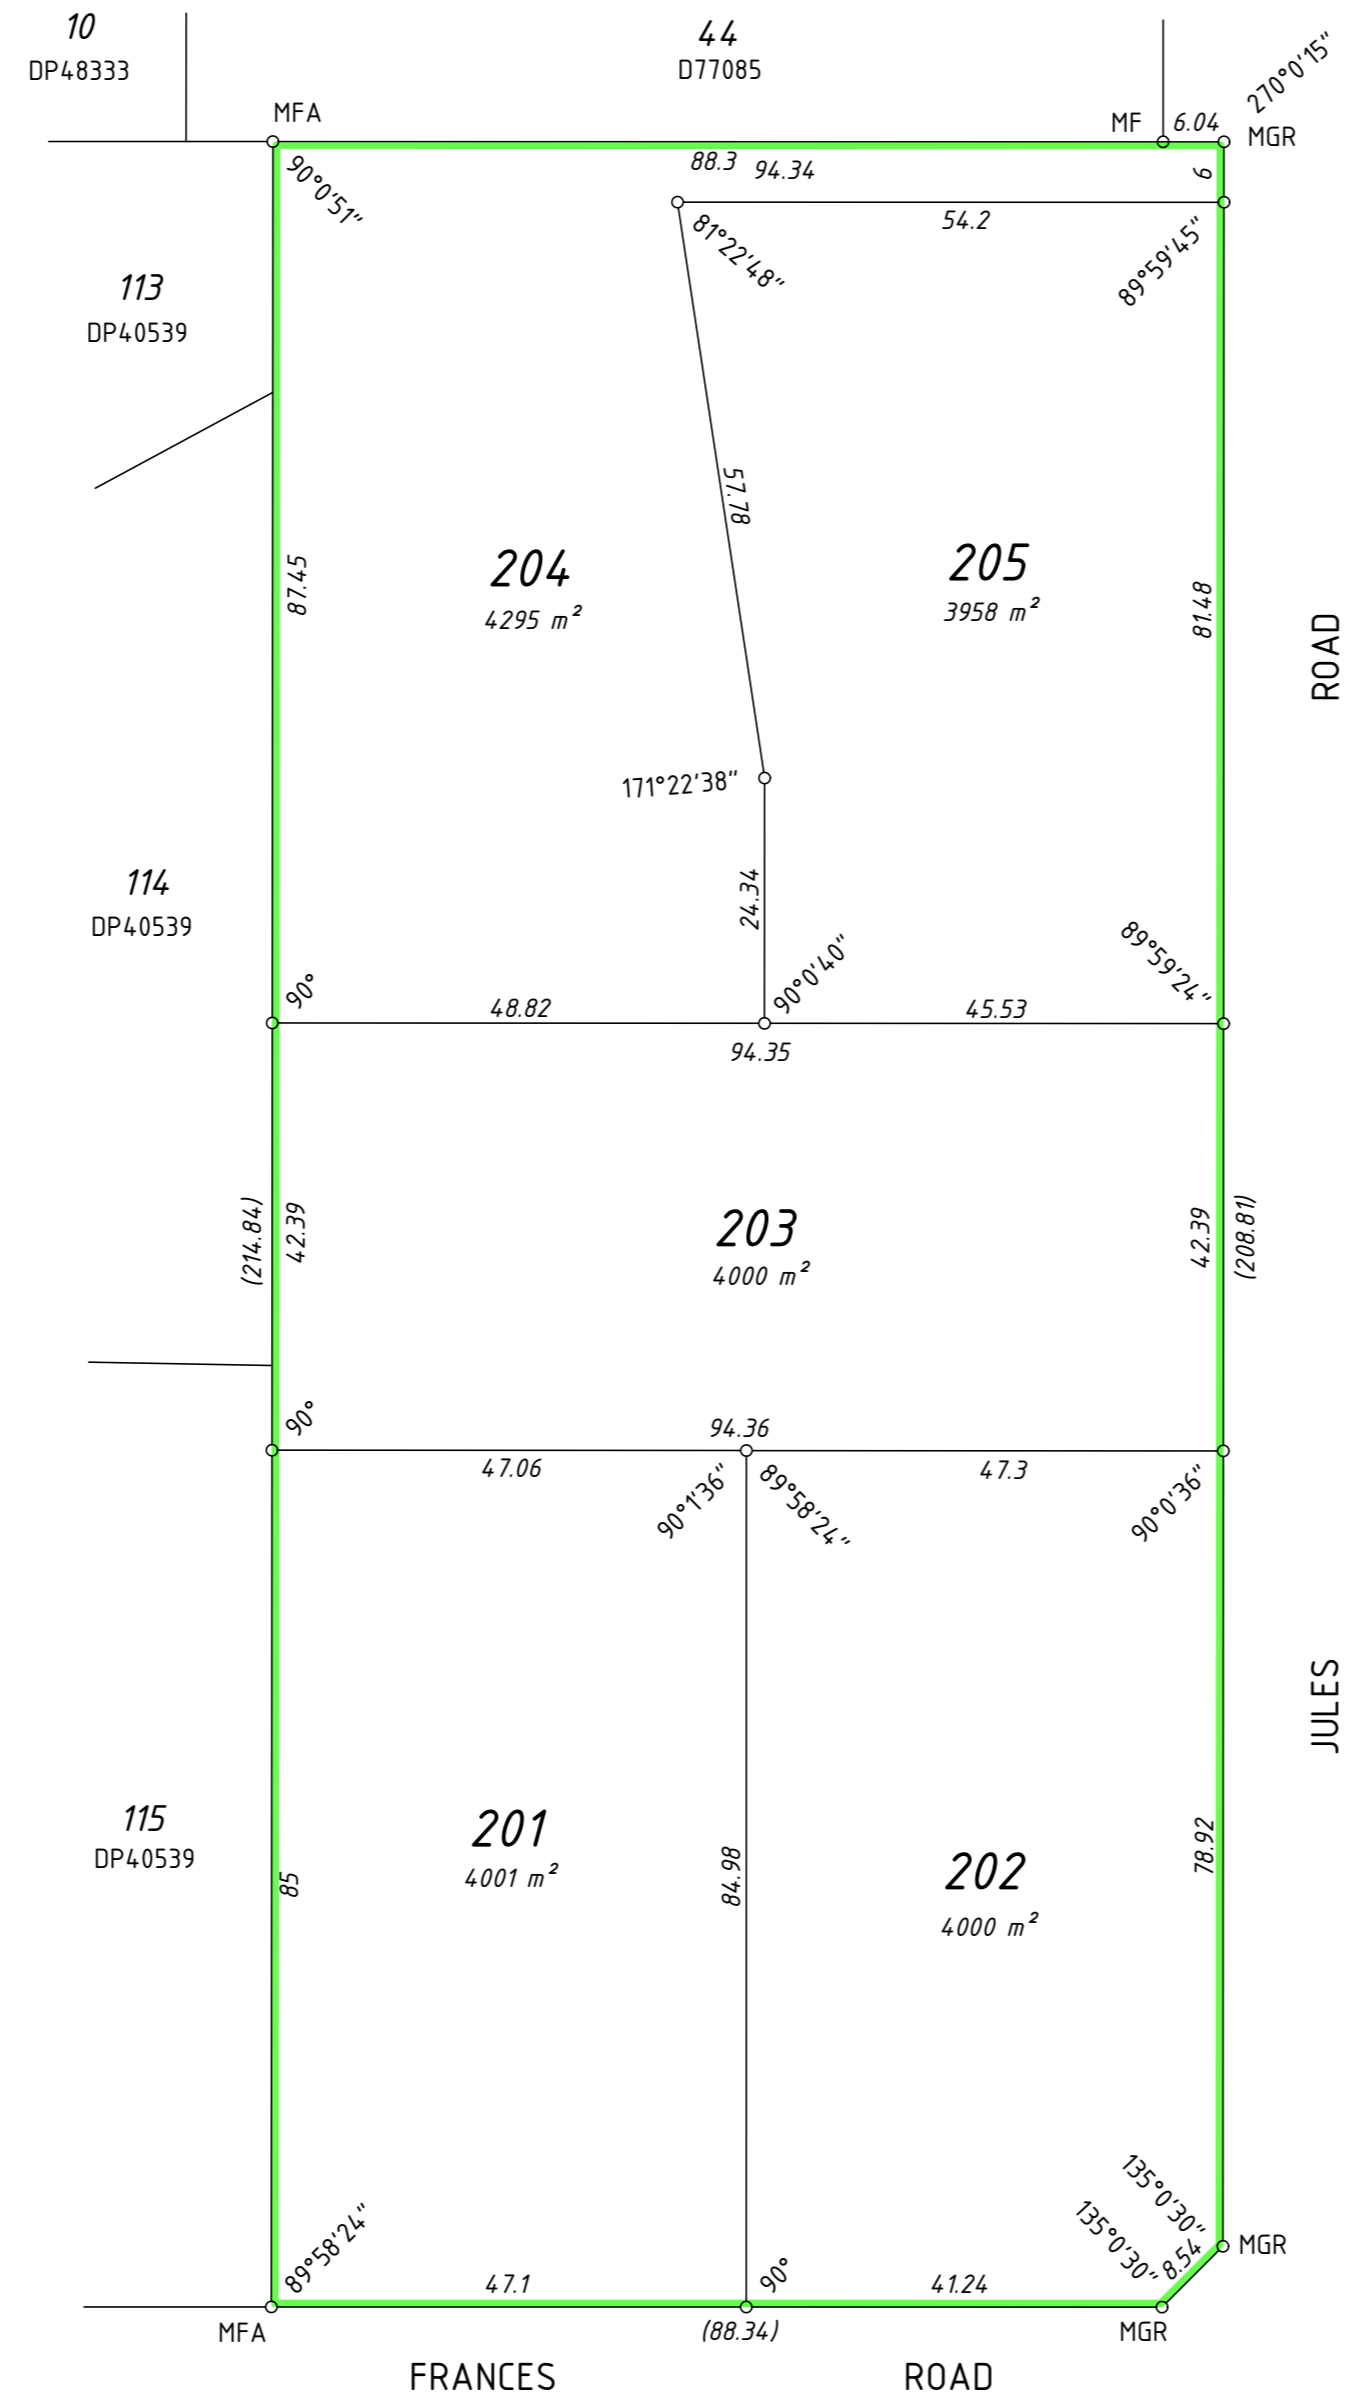 10
DP48333
44
D77085
270°0'15"
MFA
MF
6.04
MGR
88.3
94.34
6
90°0'51"
54.2
81°22'48"
89°59'45"
113
DP40539
57.78
87.45
204
4295 m²
205
3958 m²
81.48
ROAD
171°22'38"
24.34
114
DP40539
90°
90°0'40"
89°59'24"
48.82
45.53
94.35
(214.84)
42.39
203
4000 m²
42.39
(208.81)
90°
94.36
47.06
47.3
90°1'36"
89°58'24"
90°0'36"
JULES
115
DP40539
201
4001 m²
85
84.98
202
4000 m²
78.92
89°58'24"
135°0'30"
135°0'30"
8.54
MGR
47.1
90°
41.24
MFA
(88.34)
MGR
FRANCES ROAD